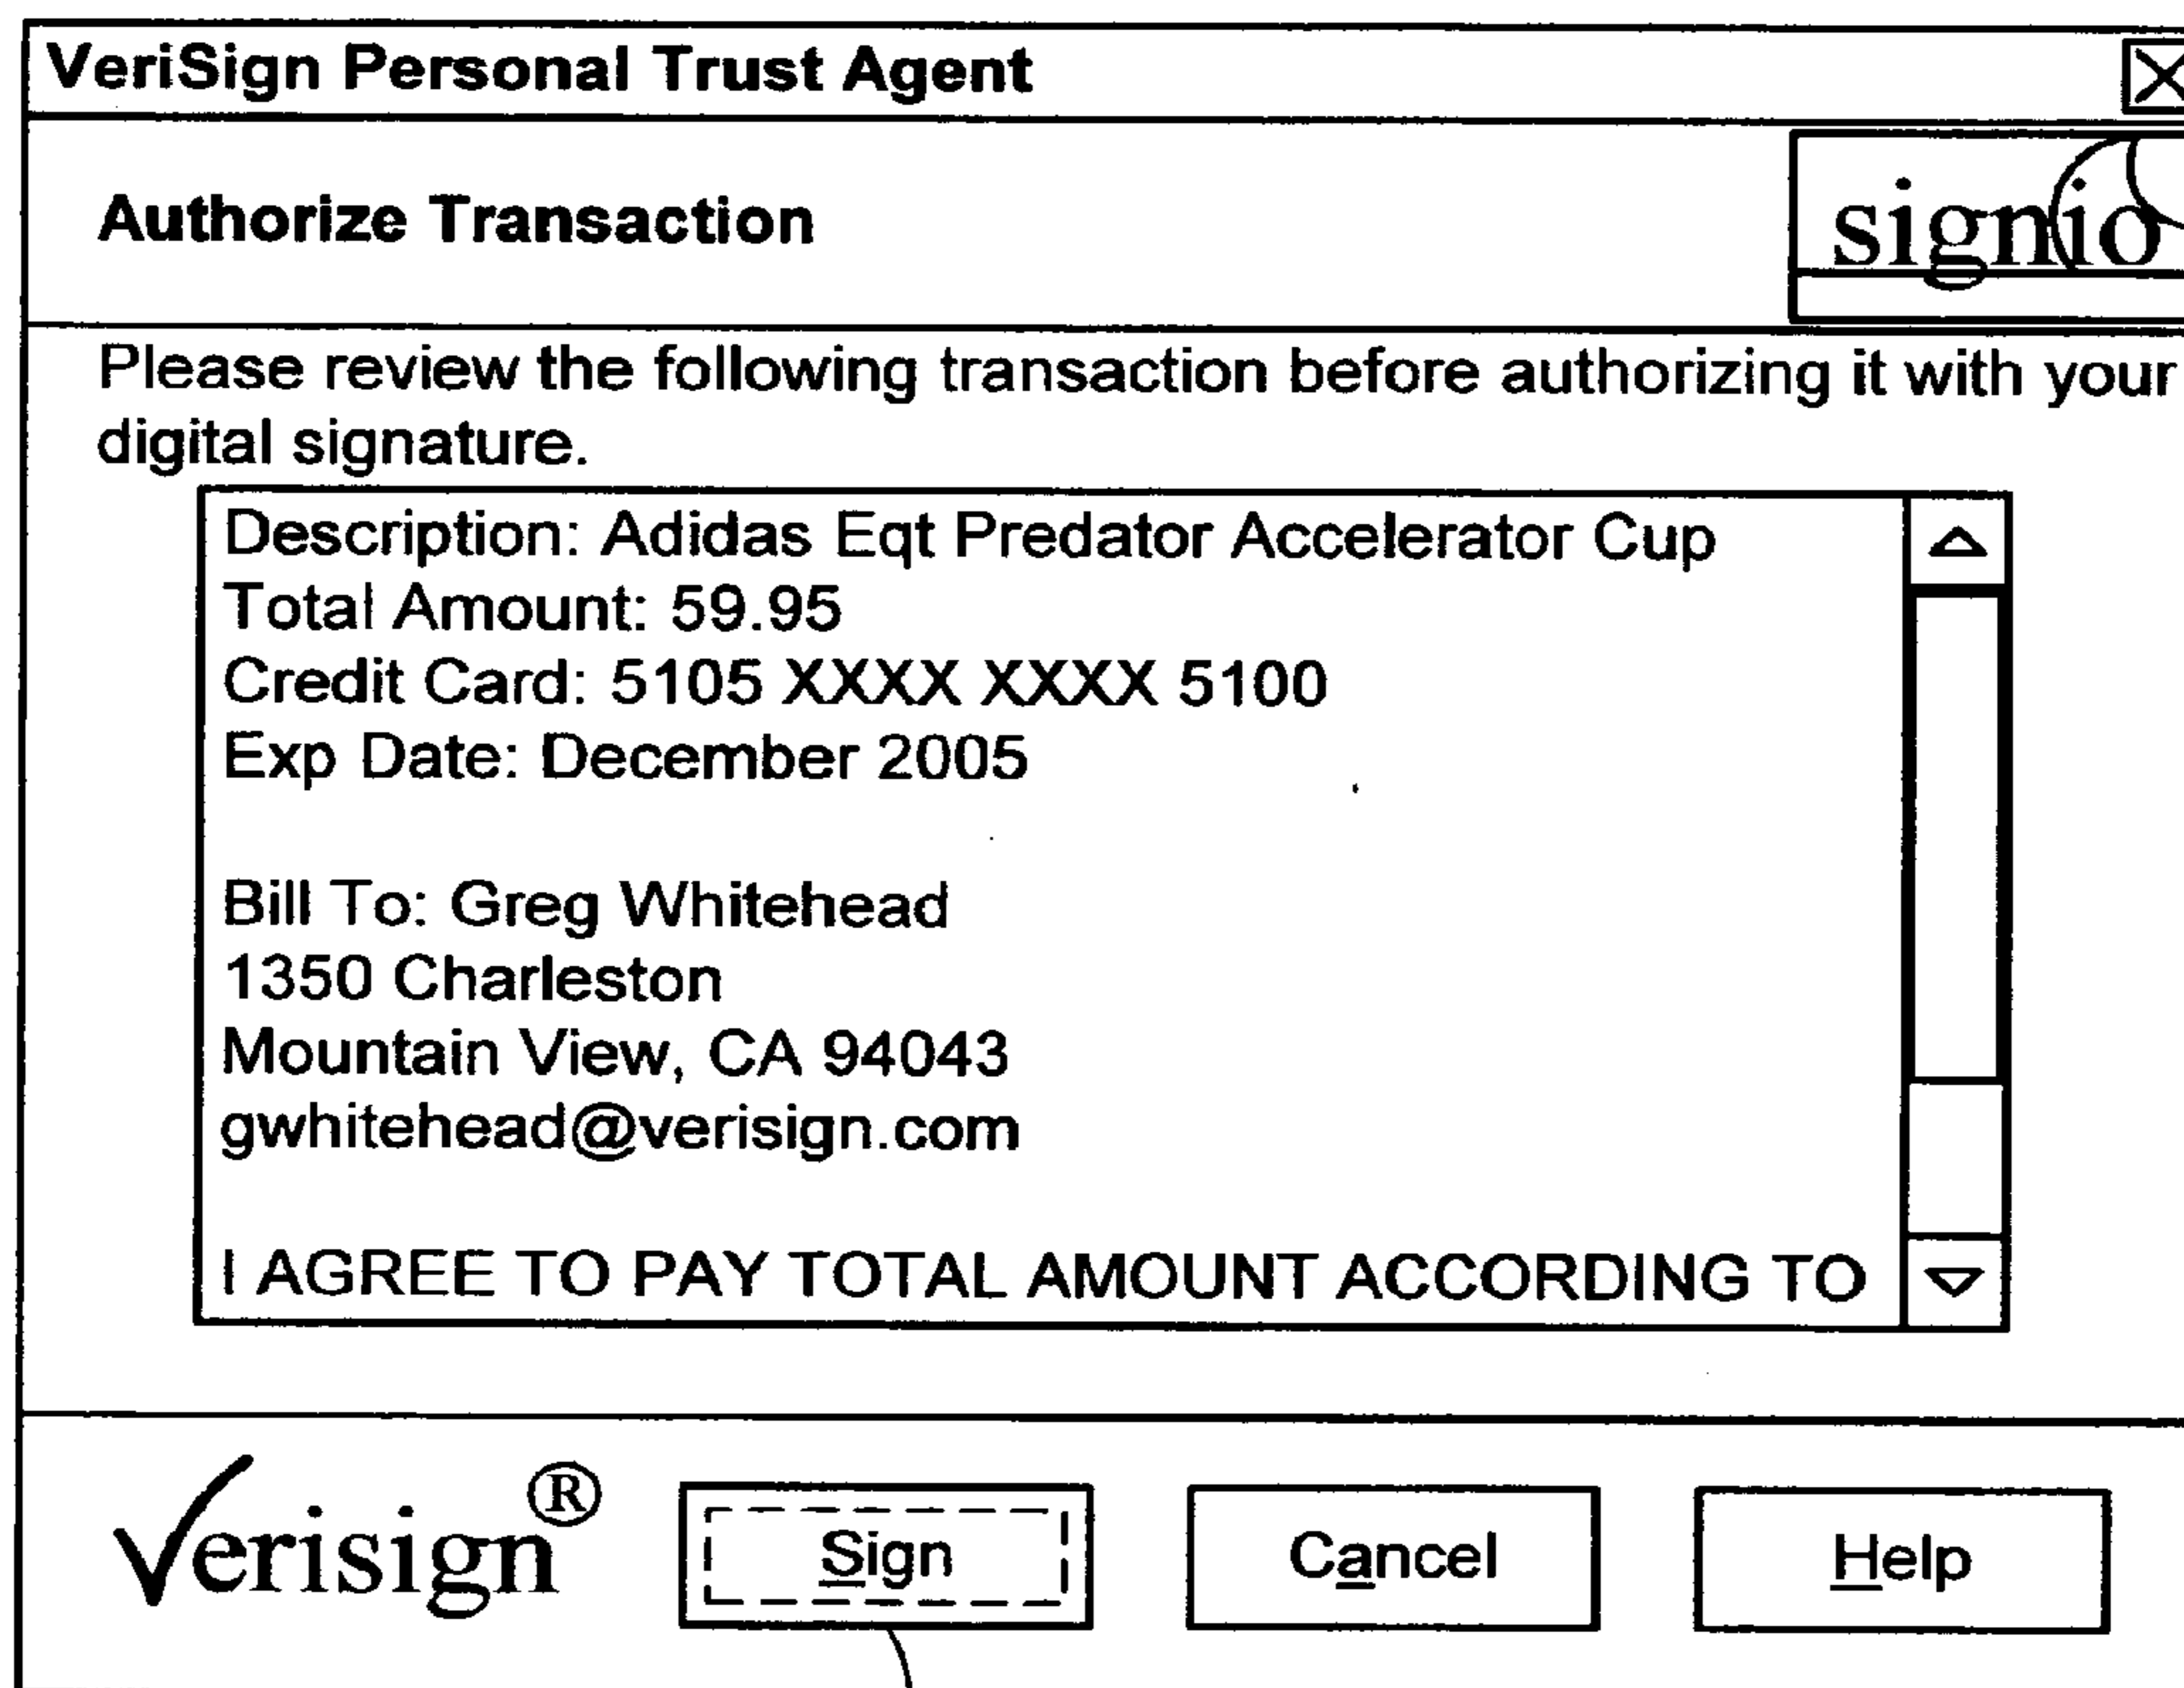 VeriSign Personal Trust Agent
Authorize Transaction
signio
Please review the following transaction before authorizing it with your
digital signature.
Description: Adidas Eqt Predator Accelerator Cup
Total Amount: 59.95
Credit Card: 5105 XXXX XXXX 5100
Exp Date: December 2005
Bill To: Greg Whitehead
1350 Charleston
Mountain View, CA 94043
gwhitehead@verisign.com
I AGREE TO PAY TOTAL AMOUNT ACCORDING TO
Verisign®
Sign
Cancel
Help